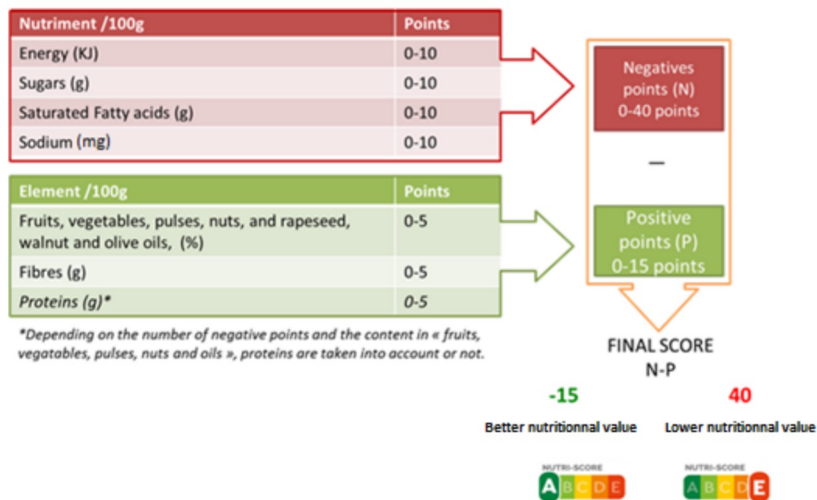 Nutriment /100g Points
Energy (KJ) 0-10
Sugars (g) 0-10
Saturated Fatty acids (g) 0-10
Sodium (mg) 0-10
Negatives
points (N)
0-40 points
—
Element /100g Points
Fruits, vegetables, pulses, nuts, and rapeseed, 0-5
walnut and olive oils, (%)
Fibres (g) 0-5
Proteins (g)* 0-5
Positive
points (P)
0-15 points
*Depending on the number of negative points and the content in « fruits,
vegatables, pulses, nuts and oils », proteins are taken into account or not.
FINAL SCORE
N-P
-15 40
Better nutritionnal value Lower nutritionnal value
NUTRI-SCORE NUTRI-SCORE
A B C D E A B C D E